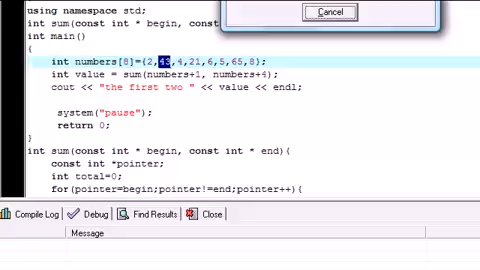 using namespace std;
int sum(const int * begin, const
int main()
{
int numbers[8]={2,43,4,21,6,5,65,8};
int value = sum(numbers+1, numbers+4);
cout << "the first two " << value << endl;
system("pause");
return 0;
}
int sum(const int * begin, const int * end){
const int *pointer;
int total=0;
for(pointer=begin;pointer!=end;pointer++){
Cancel
Compile Log Debug Find Results Close
Message